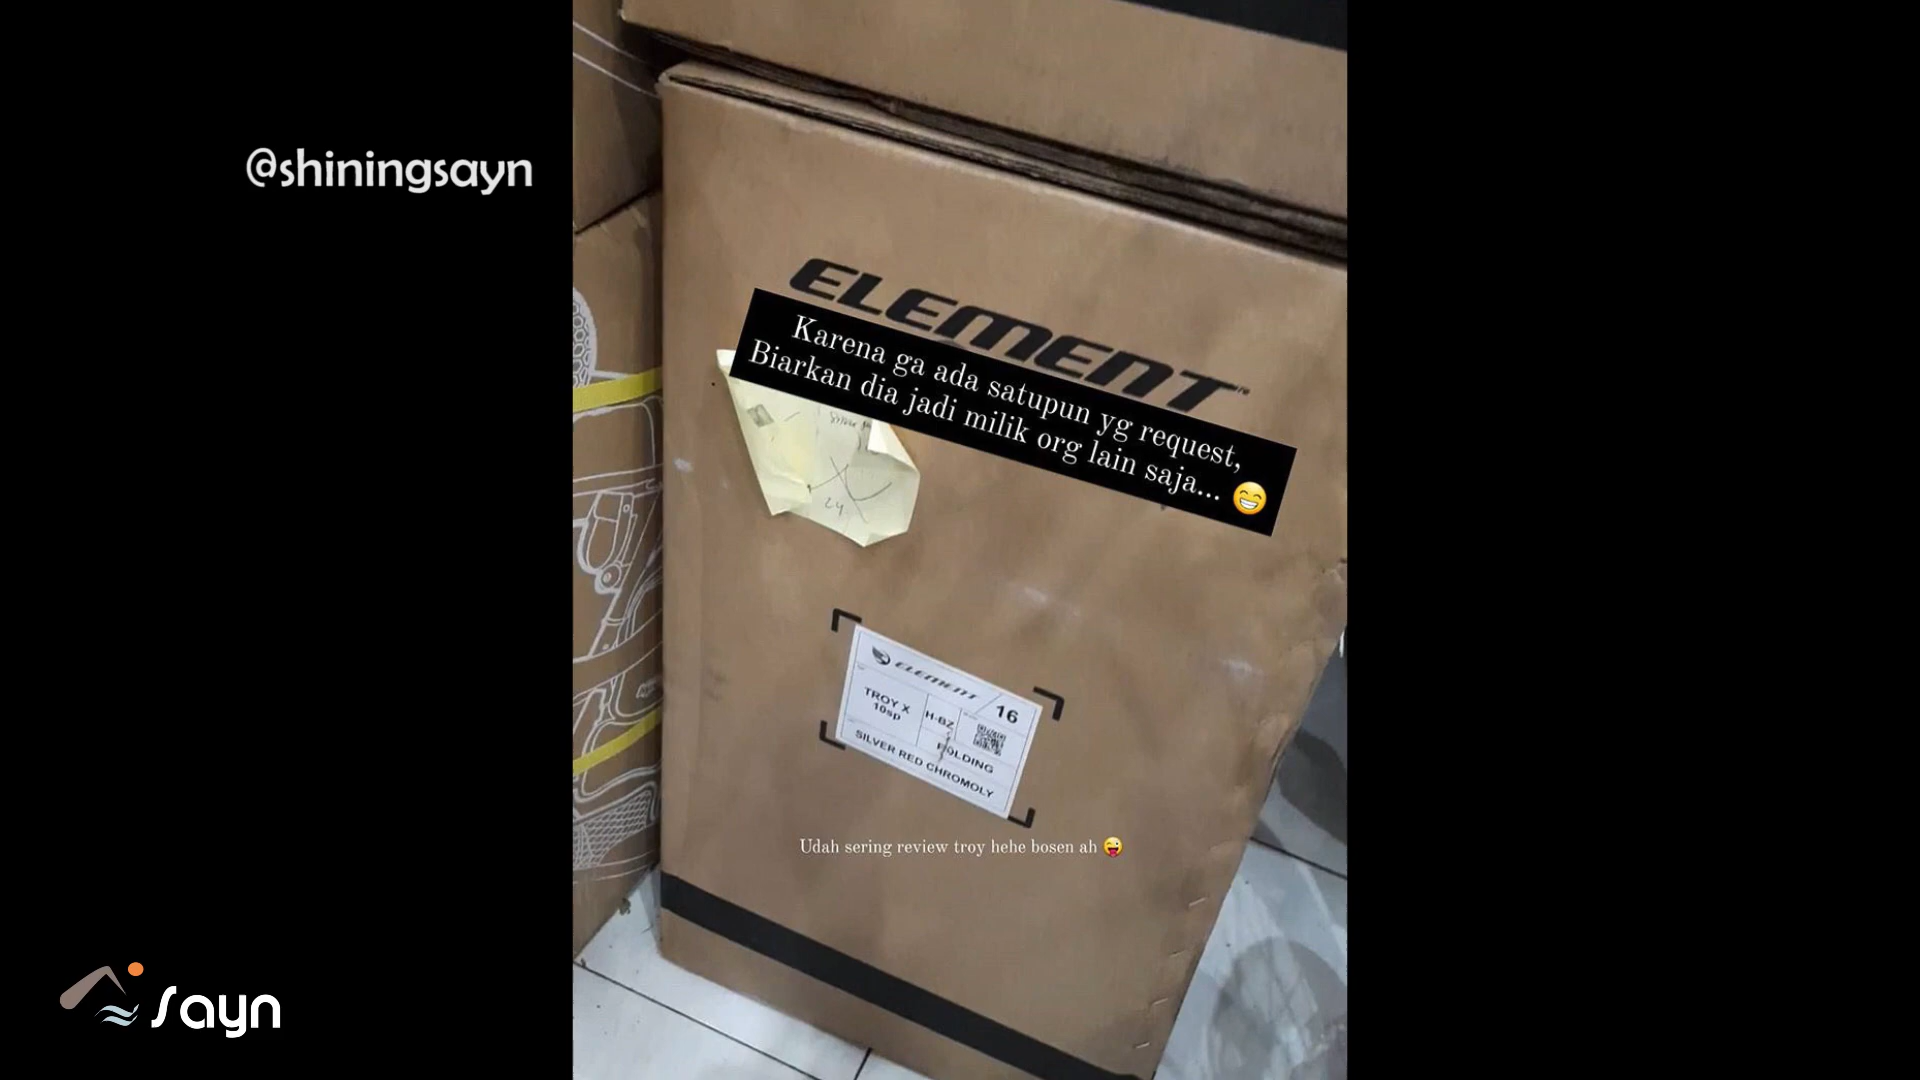 @shiningsayn
ELEMENT
Karena ga ada satupun yg request,
Biarkan dia jadi milik org lain saja... 😁
24
ELEMENT 16
TROY X
10sp
H-BZ
FOLDING
SILVER RED CHROMOLY
Udah sering review troy hehe bosen ah 😜
Sayn